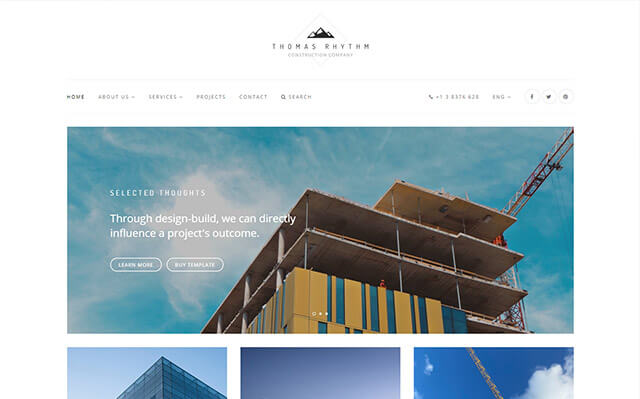 THOMAS RHYTHM
CONSTRUCTION COMPANY
HOME ABOUT US SERVICES PROJECTS CONTACT SEARCH +1 3 8376 628 ENG
SELECTED THOUGHTS
Through design-build, we can directly
influence a project's outcome.
LEARN MORE BUY TEMPLATE